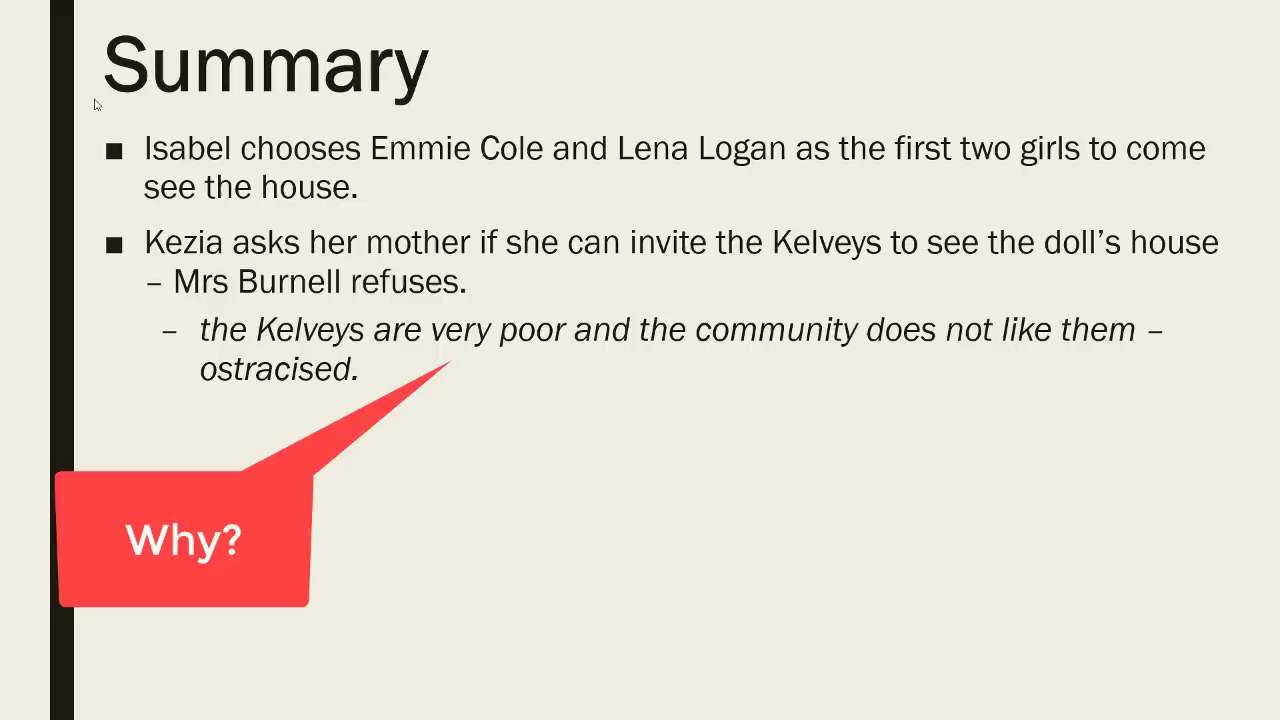 Summary
■ Isabel chooses Emmie Cole and Lena Logan as the first two girls to come
see the house.
■ Kezia asks her mother if she can invite the Kelveys to see the doll’s house
– Mrs Burnell refuses.
– the Kelveys are very poor and the community does not like them –
ostracised.
Why?